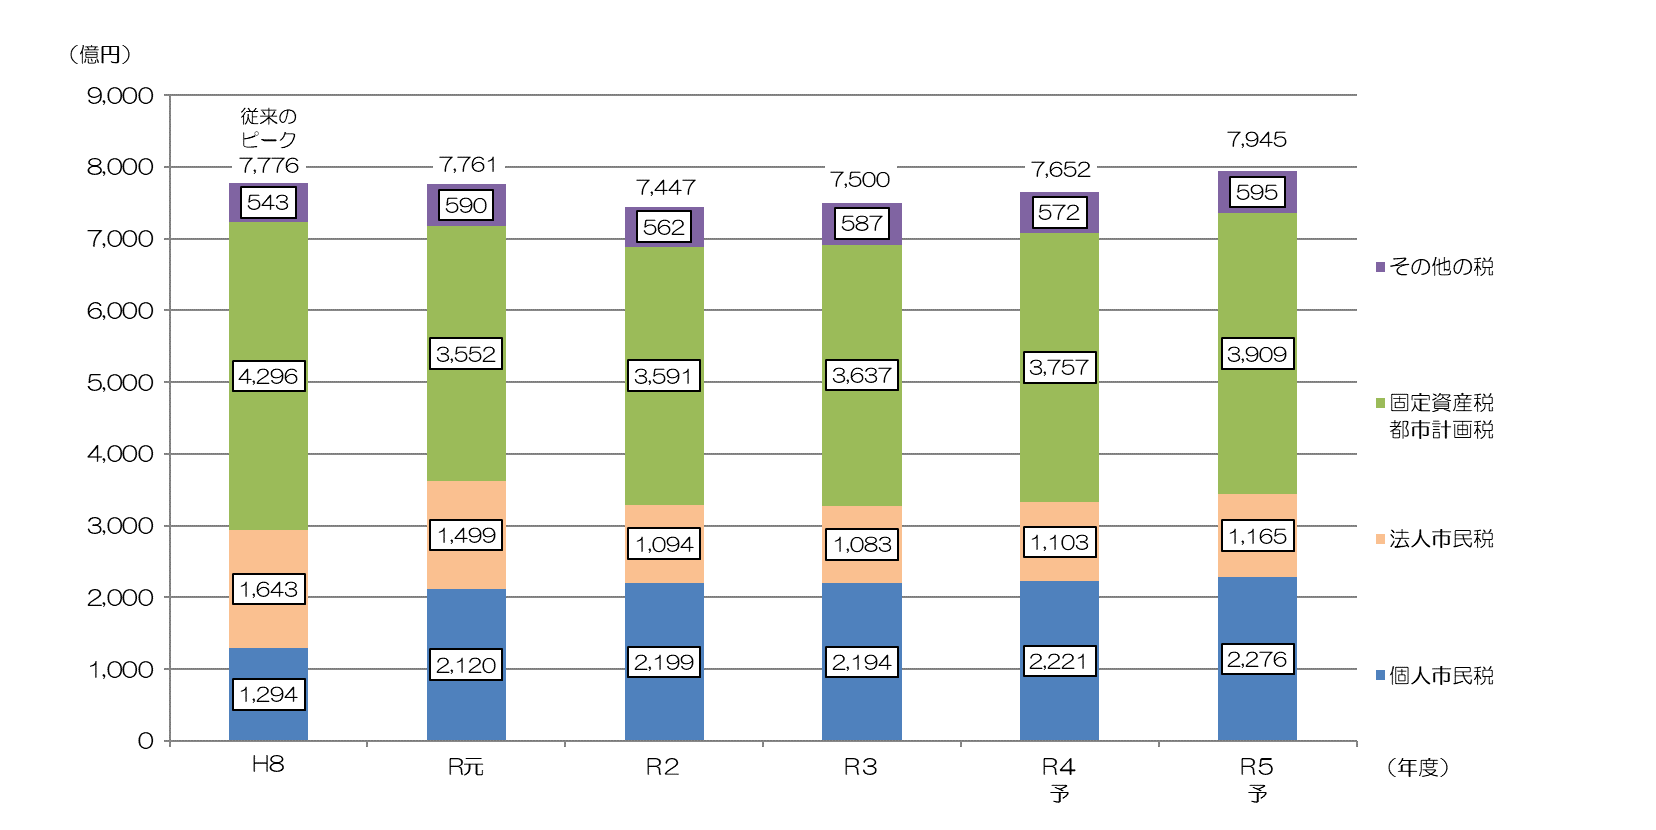 （億円）
9,000
8,000
7,000
6,000
5,000
4,000
3,000
2,000
1,000
0
従来の
ピーク
7,776
543
4,296
1,643
1,294
H8
7,761
590
3,552
1,499
2,120
R元
7,447
562
3,591
1,094
2,199
R2
7,500
587
3,637
1,083
2,194
R3
7,652
572
3,757
1,103
2,221
R4
予
7,945
595
3,909
1,165
2,276
R5
予
（年度）
その他の税
固定資産税
都市計画税
法人市民税
個人市民税